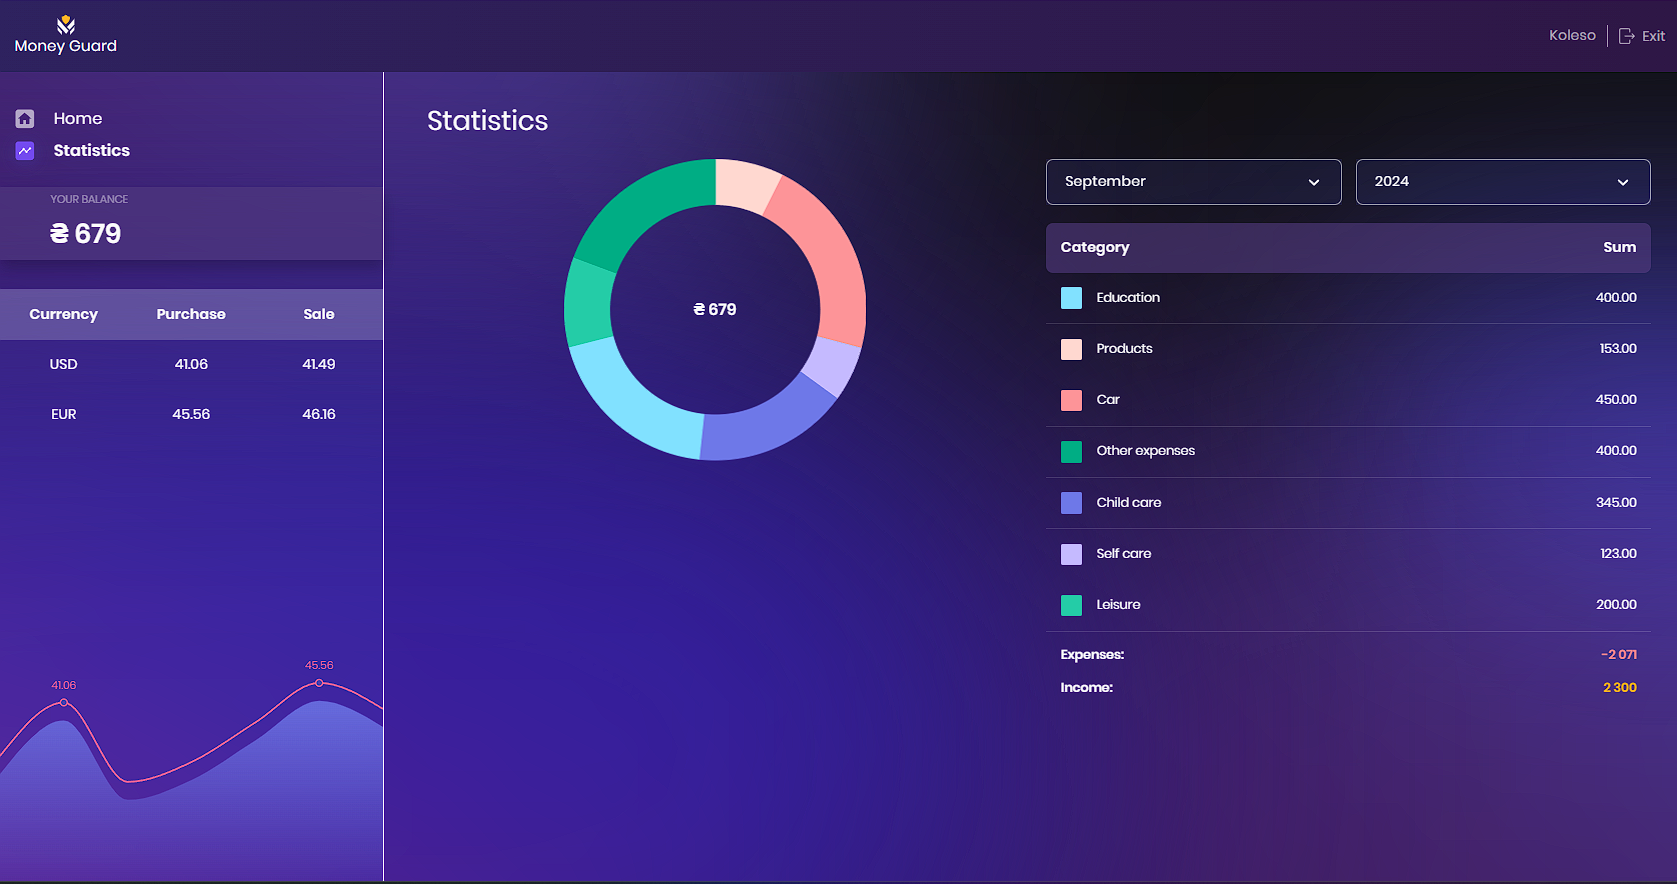 Money Guard
Koleso
Exit
Home
Statistics
YOUR BALANCE
₴ 679
Currency Purchase Sale
USD 41.06 41.49
EUR 45.56 46.16
41.06
45.56
Statistics
₴ 679
September
2024
Category Sum
Education 400.00
Products 153.00
Car 450.00
Other expenses 400.00
Child care 345.00
Self care 123.00
Leisure 200.00
Expenses: -2 071
Income: 2 300